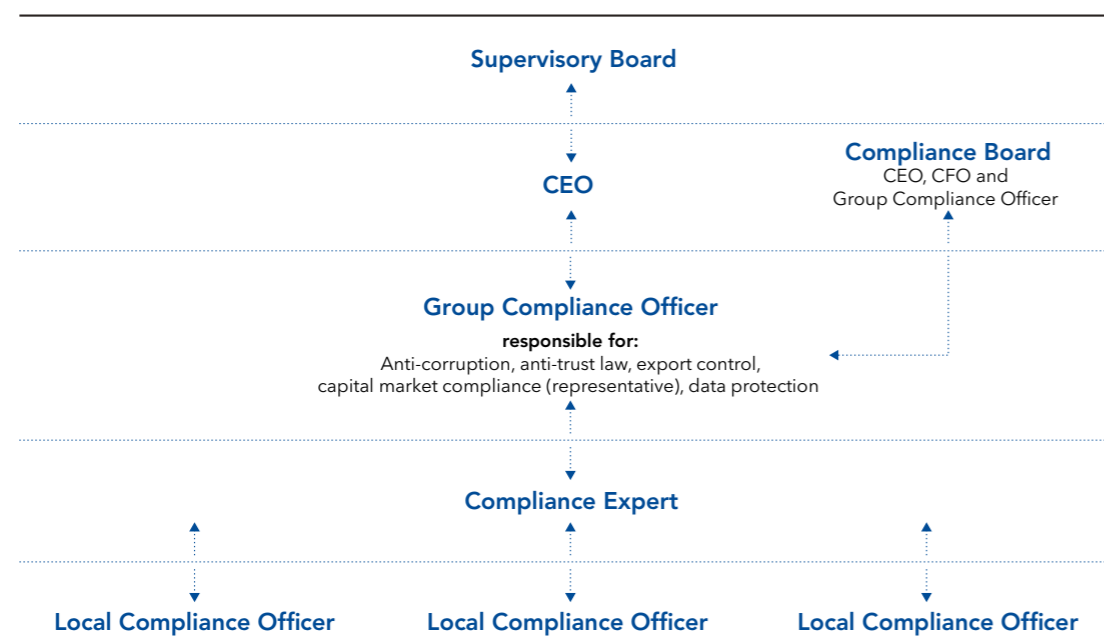 Supervisory Board
CEO
Compliance Board
CEO, CFO and
Group Compliance Officer
Group Compliance Officer
responsible for:
Anti-corruption, anti-trust law, export control,
capital market compliance (representative), data protection
Compliance Expert
Local Compliance Officer
Local Compliance Officer
Local Compliance Officer